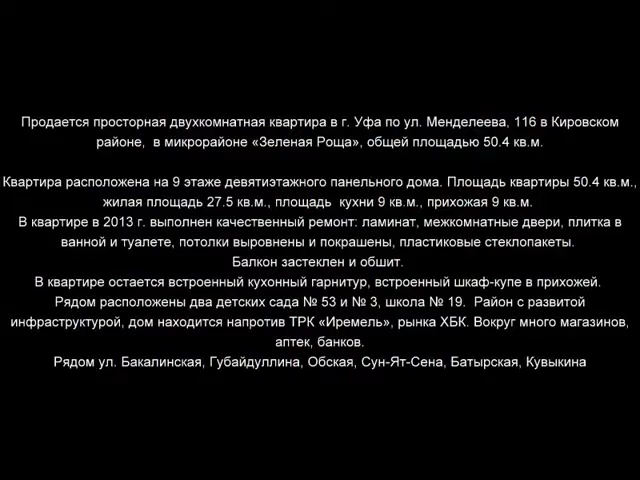 Продается просторная двухкомнатная квартира в г. Уфа по ул. Менделеева, 116 в Кировском
районе,  в микрорайоне «Зеленая Роща», общей площадью 50.4 кв.м.
Квартира расположена на 9 этаже девятиэтажного панельного дома. Площадь квартиры 50.4 кв.м.,
жилая площадь 27.5 кв.м., площадь  кухни 9 кв.м., прихожая 9 кв.м.
В квартире в 2013 г. выполнен качественный ремонт: ламинат, межкомнатные двери, плитка в
ванной и туалете, потолки выровнены и покрашены, пластиковые стеклопакеты.
Балкон застеклен и обшит.
В квартире остается встроенный кухонный гарнитур, встроенный шкаф-купе в прихожей.
Рядом расположены два детских сада № 53 и № 3, школа № 19.  Район с развитой
инфраструктурой, дом находится напротив ТРК «Иремель», рынка ХБК. Вокруг много магазинов,
аптек, банков.
Рядом ул. Бакалинская, Губайдуллина, Обская, Сун-Ят-Сена, Батырская, Кувыкина